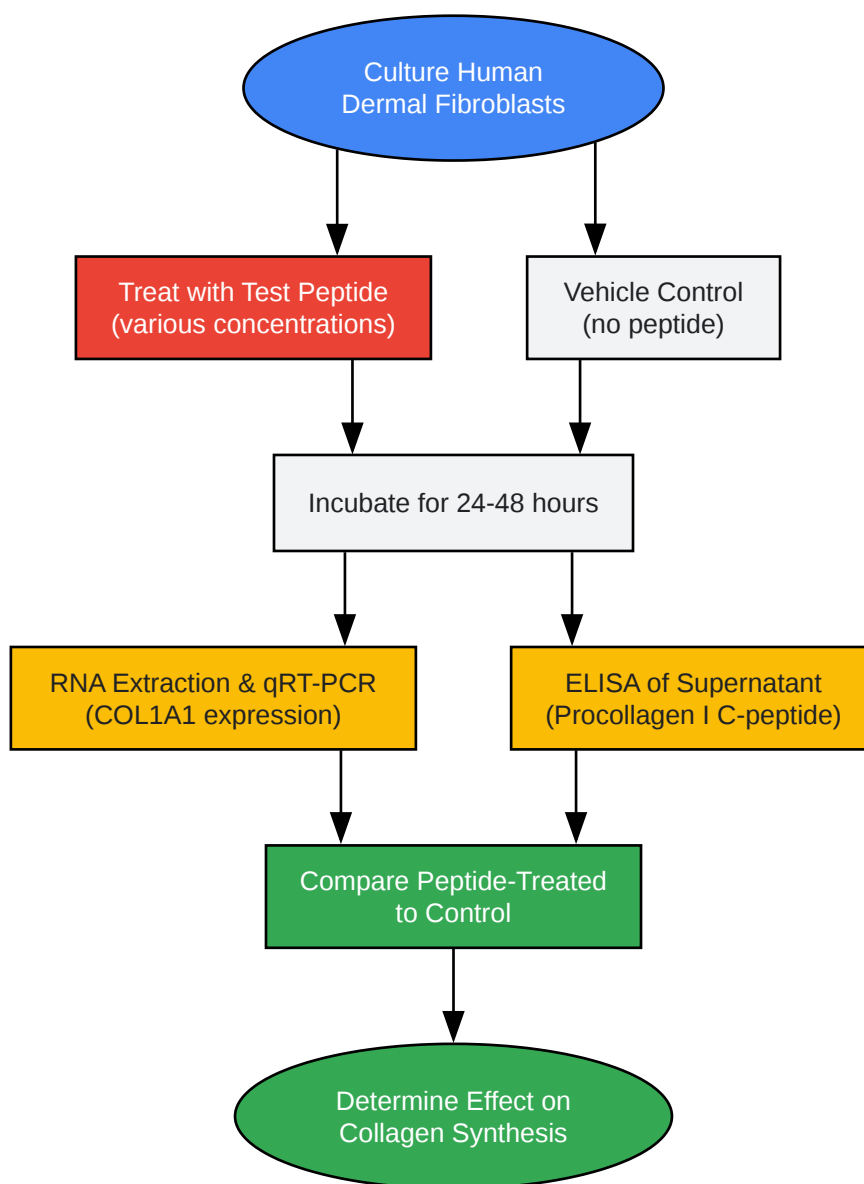 Culture Human
Dermal Fibroblasts
Treat with Test Peptide
(various concentrations)
Vehicle Control
(no peptide)
Incubate for 24-48 hours
RNA Extraction & qRT-PCR
(COL1A1 expression)
ELISA of Supernatant
(Procollagen I C-peptide)
Compare Peptide-Treated
to Control
Determine Effect on
Collagen Synthesis